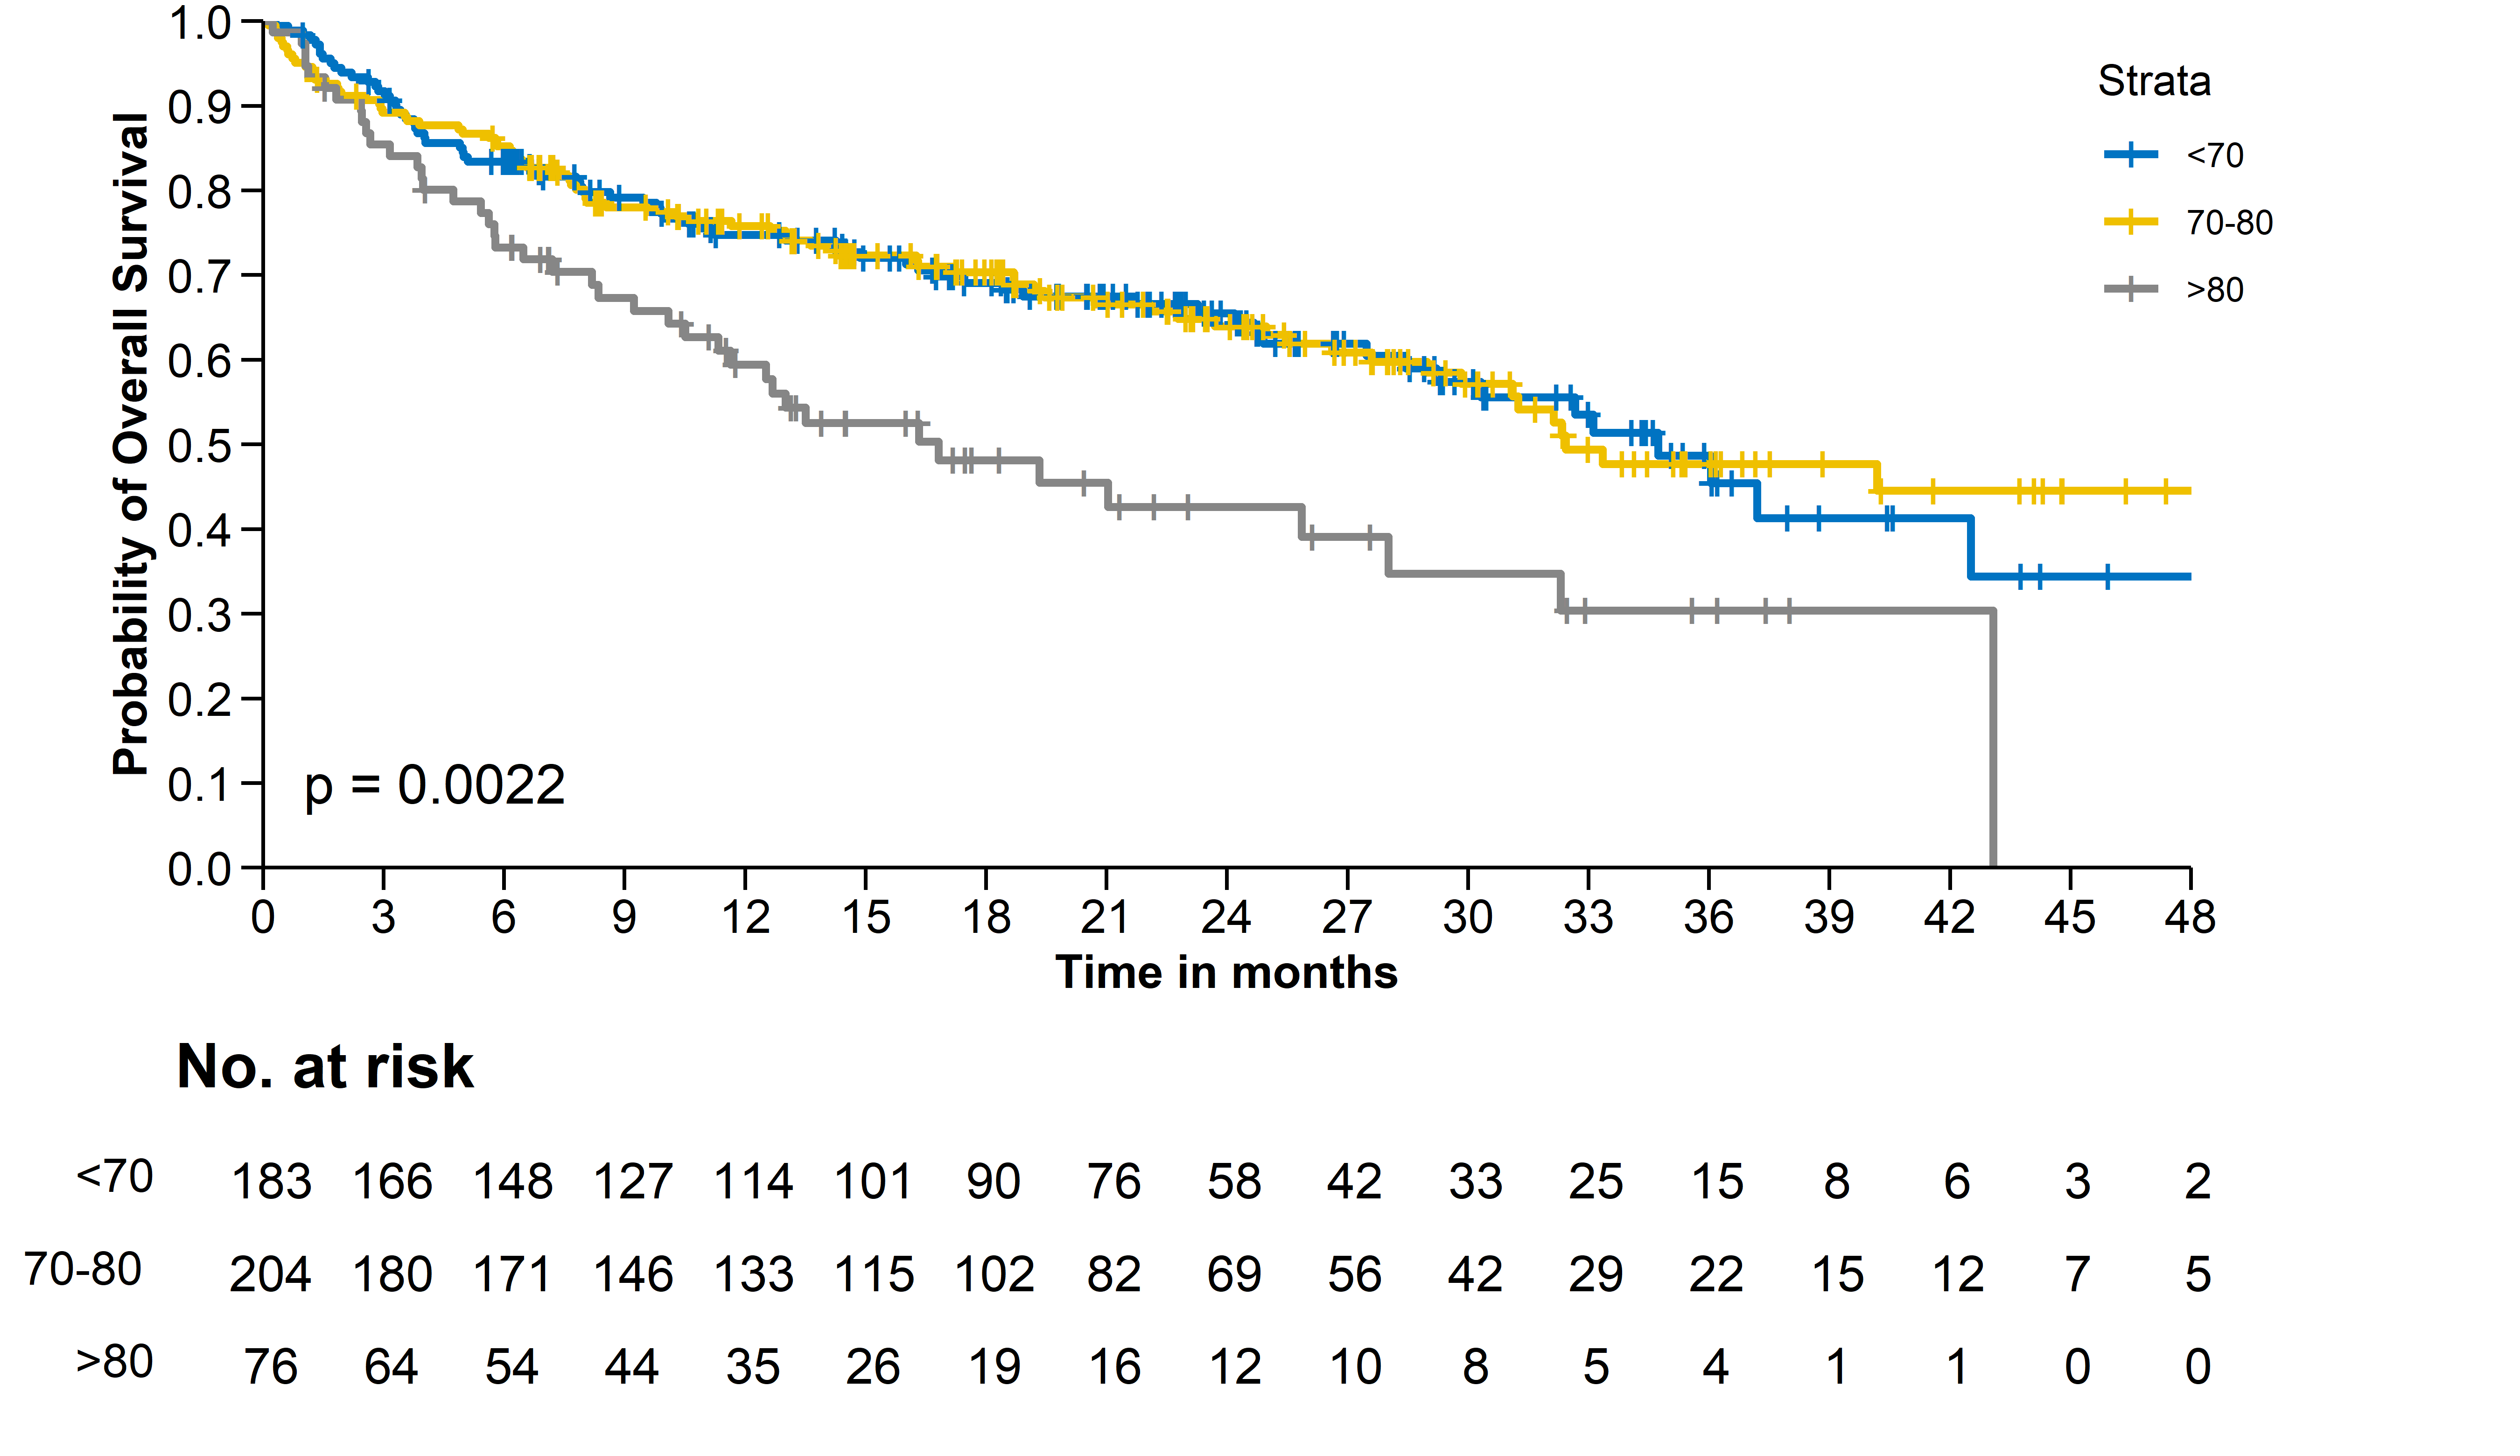 Probability of Overall Survival
1.0
0.9
0.8
0.7
0.6
0.5
0.4
0.3
0.2
0.1
0.0
Strata
<70
70-80
>80
p = 0.0022
0 3 6 9 12 15 18 21 24 27 30 33 36 39 42 45 48
Time in months
No. at risk
<70 183 166 148 127 114 101 90 76 58 42 33 25 15 8 6 3 2
70-80 204 180 171 146 133 115 102 82 69 56 42 29 22 15 12 7 5
>80 76 64 54 44 35 26 19 16 12 10 8 5 4 1 1 0 0